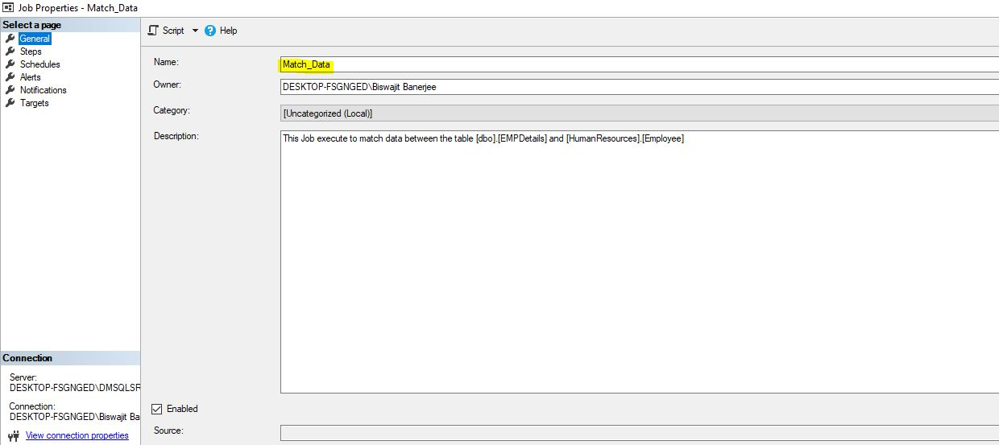 Job Properties - Match_Data
Select a page
General
Steps
Schedules
Alerts
Notifications
Targets
Script
Help
Name:
Match_Data
Owner:
DESKTOP-FSGNGED\Biswajit Banerjee
Category:
[Uncategorized (Local)]
Description:
This Job execute to match data between the table [dbo].[EMPDetails] and [HumanResources].[Employee]
Enabled
Source:
Connection
Server:
DESKTOP-FSGNGED\DMSQLSR
Connection:
DESKTOP-FSGNGED\Biswajit Ba
View connection properties